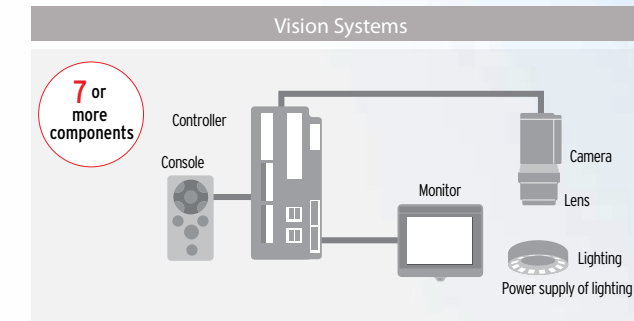 Vision Systems
7 or
more
components
Controller
Console
Monitor
Camera
Lens
Lighting
Power supply of lighting